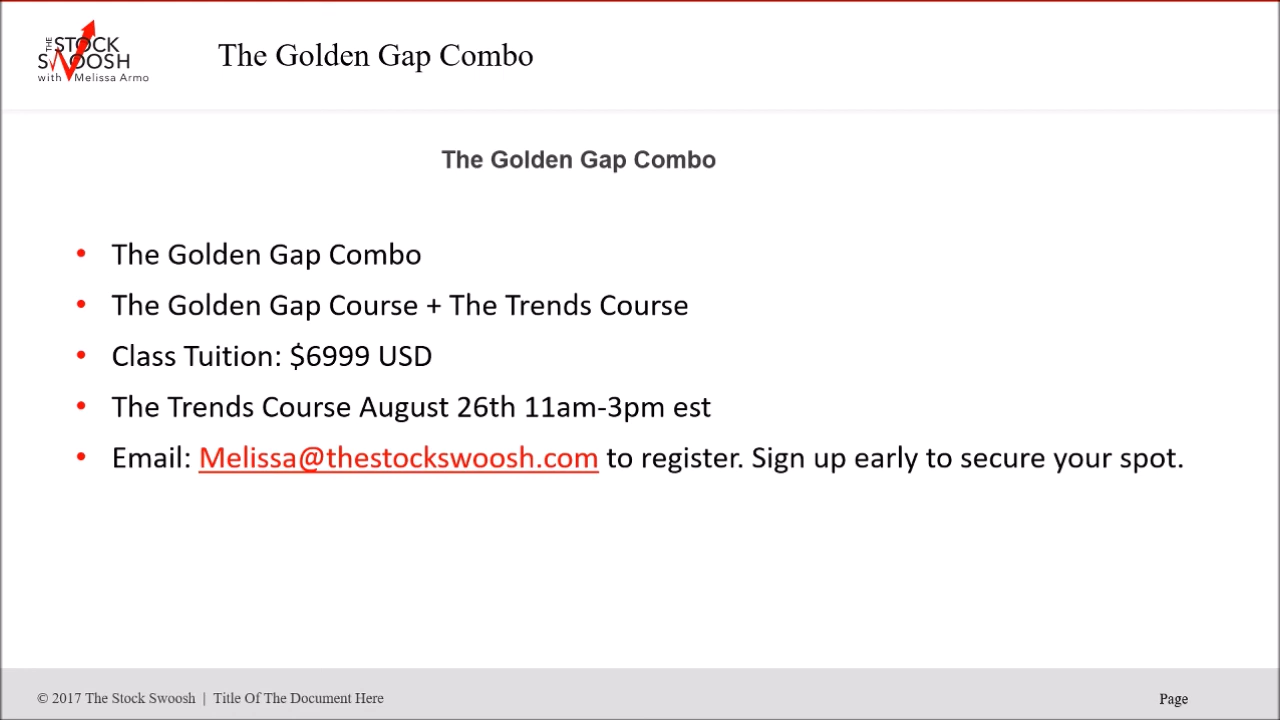 THE STOCK
SWOOSH
with Melissa Armo
The Golden Gap Combo
The Golden Gap Combo
• The Golden Gap Combo
• The Golden Gap Course + The Trends Course
• Class Tuition: $6999 USD
• The Trends Course August 26th 11am-3pm est
• Email: Melissa@thestockswoosh.com to register. Sign up early to secure your spot.
© 2017 The Stock Swoosh | Title Of The Document Here
Page